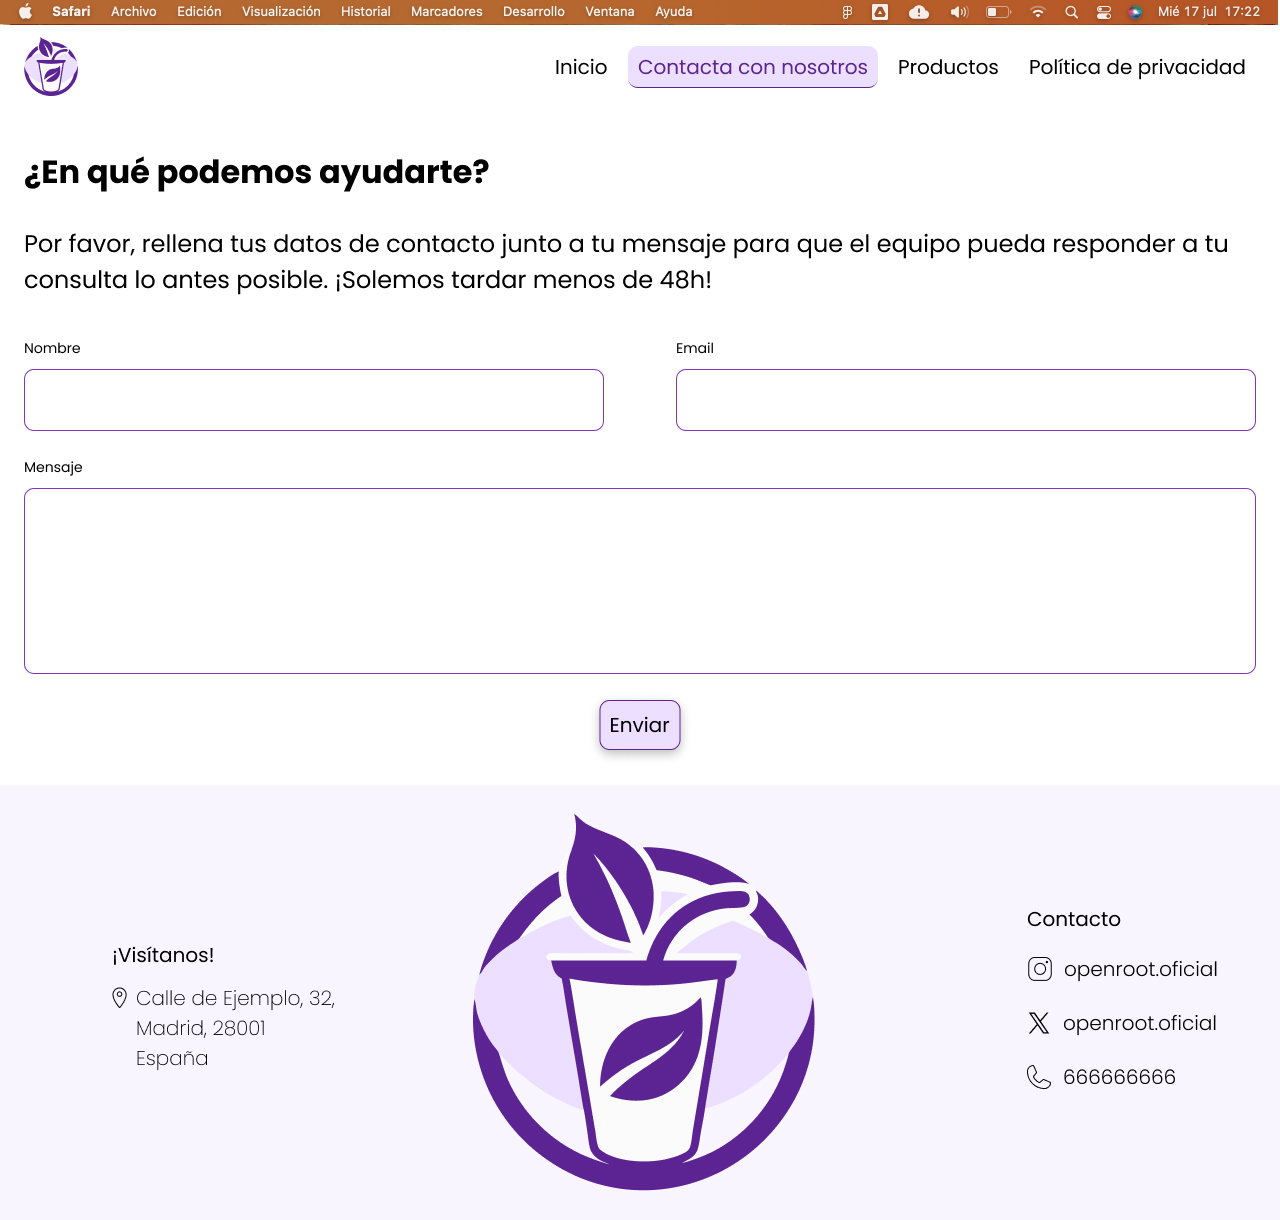 Safari Archivo Edición Visualización Historial Marcadores Desarrollo Ventana Ayuda Mié 17 jul 17:22
Inicio Contacta con nosotros Productos Política de privacidad
¿En qué podemos ayudarte?
Por favor, rellena tus datos de contacto junto a tu mensaje para que el equipo pueda responder a tu
consulta lo antes posible. ¡Solemos tardar menos de 48h!
Nombre
Email
Mensaje
Enviar
¡Visítanos!
Calle de Ejemplo, 32,
Madrid, 28001
España
Contacto
openroot.oficial
openroot.oficial
666666666